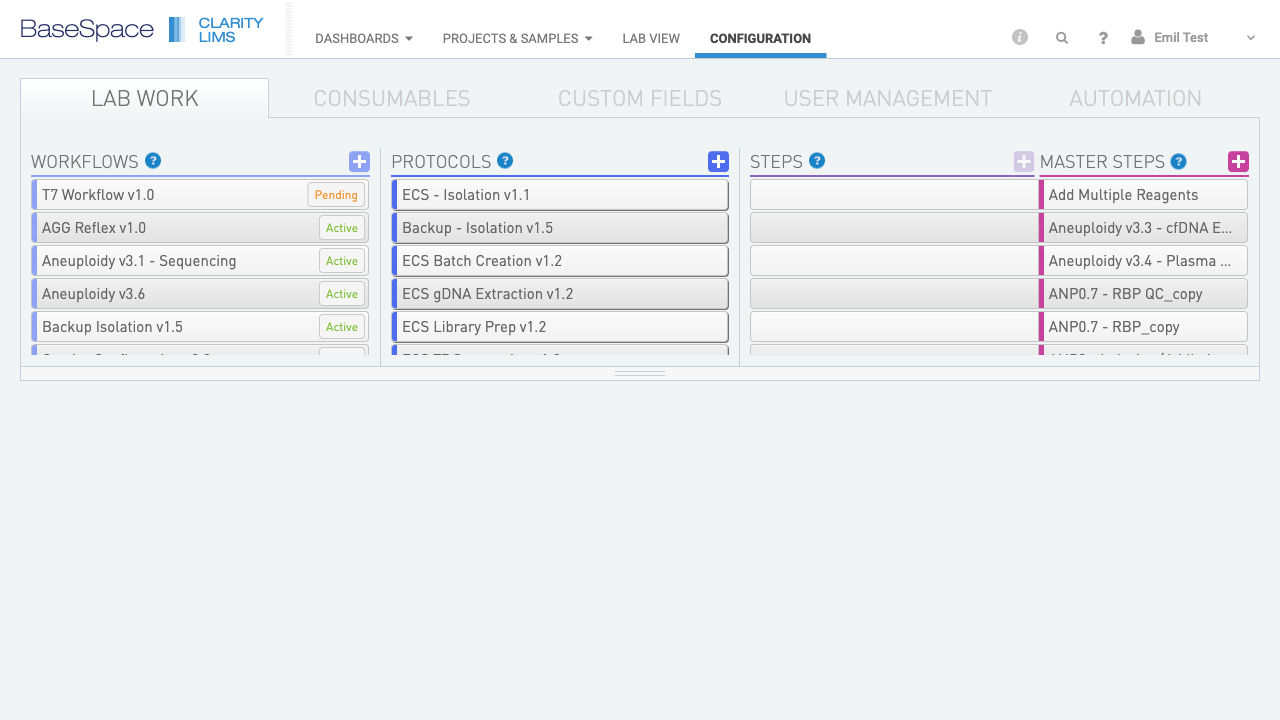 BaseSpace CLARITY LIMS
DASHBOARDS PROJECTS & SAMPLES LAB VIEW CONFIGURATION ? Emil Test
LAB WORK CONSUMABLES CUSTOM FIELDS USER MANAGEMENT AUTOMATION
WORKFLOWS ? PROTOCOLS ? STEPS ? MASTER STEPS ?
T7 Workflow v1.0 Pending ECS - Isolation v1.1 Add Multiple Reagents
AGG Reflex v1.0 Active Backup - Isolation v1.5 Aneuploidy v3.3 - cfDNA E...
Aneuploidy v3.1 - Sequencing Active ECS Batch Creation v1.2 Aneuploidy v3.4 - Plasma ...
Aneuploidy v3.6 Active ECS gDNA Extraction v1.2 ANP0.7 - RBP QC_copy
Backup Isolation v1.5 Active ECS Library Prep v1.2 ANP0.7 - RBP_copy